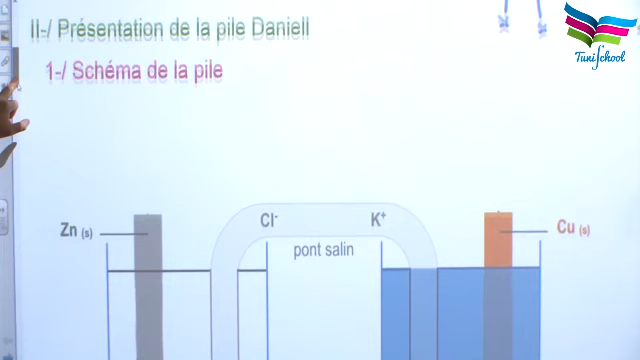 II-/ Présentation de la pile Daniell
TuniSchool
1-/ Schéma de la pile
Zn (s)
Cl-
K+
Cu (s)
pont salin